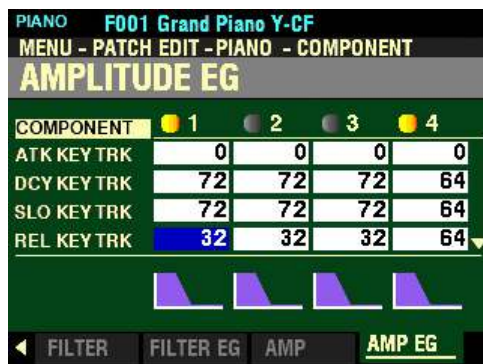 PIANO F001 Grand Piano Y-CF
MENU - PATCH EDIT - PIANO - COMPONENT
AMPLITUDE EG
COMPONENT 1 2 3 4
ATK KEY TRK 0 0 0 0
DCY KEY TRK 72 72 72 64
SLO KEY TRK 72 72 72 64
REL KEY TRK 32 32 32 64
FILTER FILTER EG AMP AMP EG